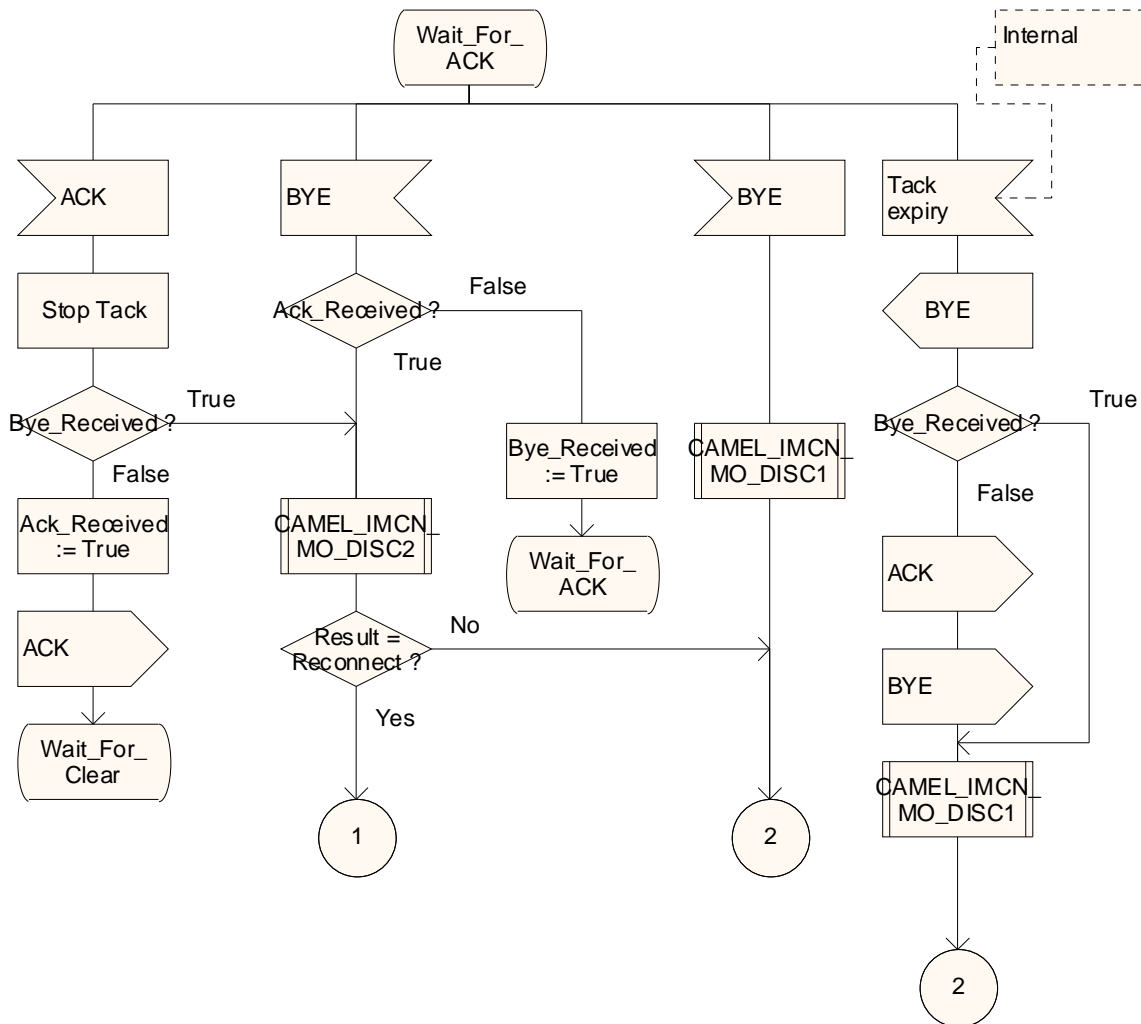 Wait_For_
ACK
Internal
ACK
BYE
BYE
Tack
expiry
Stop Tack
Ack_Received ?
False
True
BYE
Bye_Received ?
True
False
Bye_Received
:= True
CAMEL_IMCN_
MO_DISC1
Bye_Received ?
True
False
Ack_Received
:= True
CAMEL_IMCN_
MO_DISC2
Wait_For_
ACK
ACK
ACK
Result =
Reconnect ?
No
Yes
BYE
Wait_For_
Clear
CAMEL_IMCN_
MO_DISC1
1
2
2